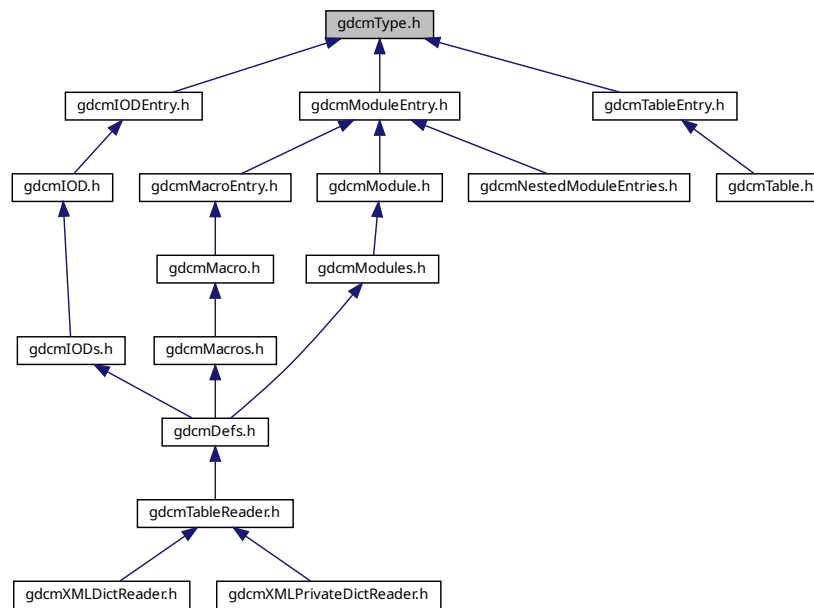 gdcmType.h
gdcmIODEntry.h
gdcmModuleEntry.h
gdcmTableEntry.h
gdcmIOD.h
gdcmMacroEntry.h
gdcmModule.h
gdcmNestedModuleEntries.h
gdcmTable.h
gdcmMacro.h
gdcmModules.h
gdcmIODs.h
gdcmMacros.h
gdcmDefs.h
gdcmTableReader.h
gdcmXMLDictReader.h
gdcmXMLPrivateDictReader.h